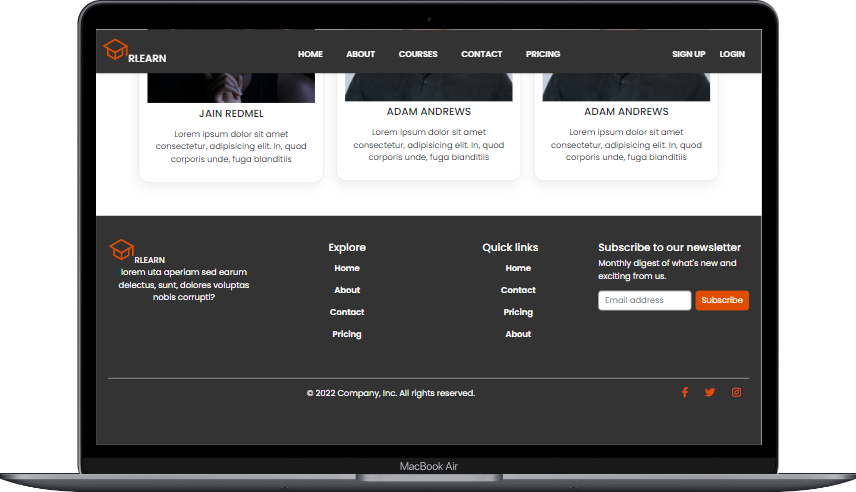 RLEARN
HOME ABOUT COURSES CONTACT PRICING SIGN UP LOGIN
JAIN REDMEL
Lorem ipsum dolor sit amet
consectetur, adipisicing elit. In, quod
corporis unde, fuga blanditiis
ADAM ANDREWS
Lorem ipsum dolor sit amet
consectetur, adipisicing elit. In, quod
corporis unde, fuga blanditiis
ADAM ANDREWS
Lorem ipsum dolor sit amet
consectetur, adipisicing elit. In, quod
corporis unde, fuga blanditiis
RLEARN
lorem uta aperiam sed earum
delectus, sunt, dolores voluptas
nobis corrupti?
Explore
Home
About
Contact
Pricing
Quick links
Home
Contact
Pricing
About
Subscribe to our newsletter
Monthly digest of what's new and
exciting from us.
Email address Subscribe
© 2022 Company, Inc. All rights reserved.
MacBook Air